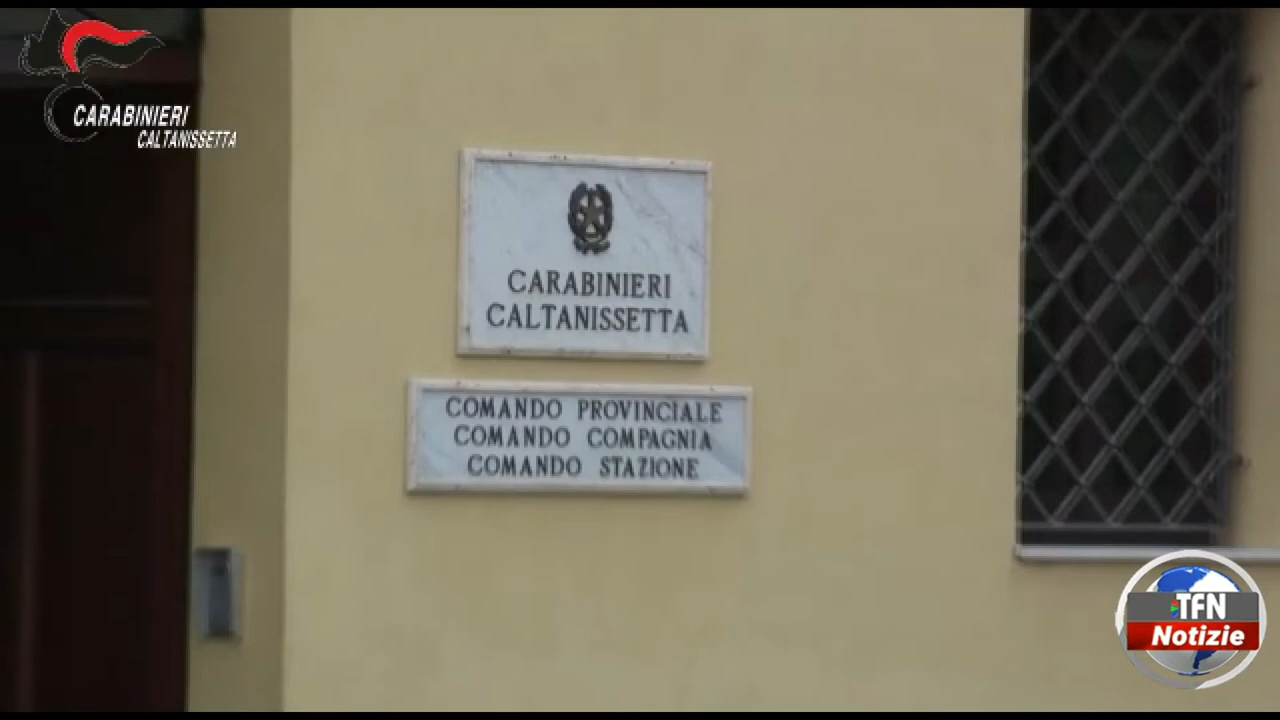 CARABINIERI
CALTANISSETTA
CARABINIERI
CALTANISSETTA
COMANDO PROVINCIALE
COMANDO COMPAGNIA
COMANDO STAZIONE
TFN
Notizie